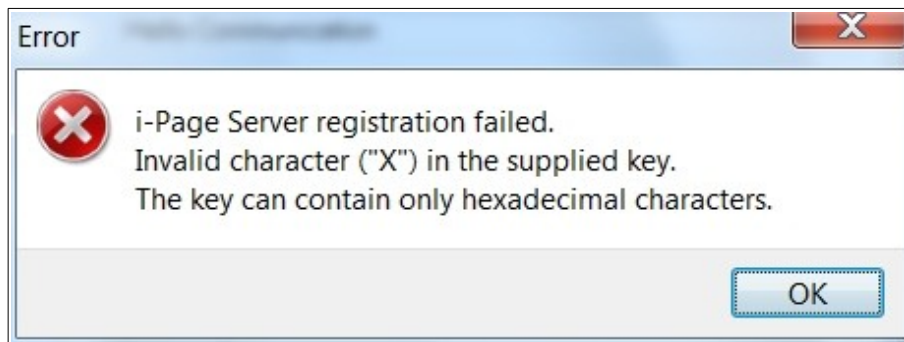 Error
i-Page Server registration failed.
Invalid character ("X") in the supplied key.
The key can contain only hexadecimal characters.
OK